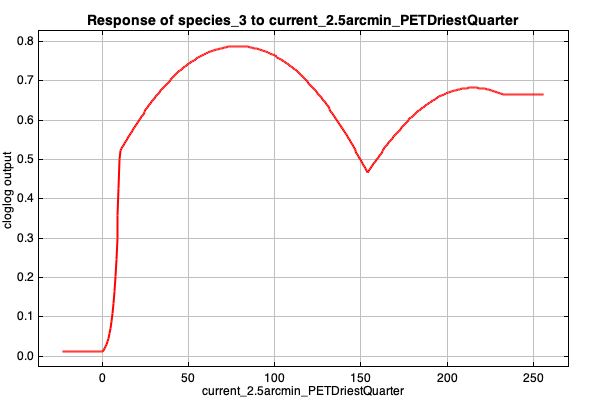 Response of species_3 to current_2.5arcmin_PETDriestQuarter
0.8
0.7
0.6
0.5
0.4
0.3
0.2
0.1
0.0
cloglog output
0 50 100 150 200 250
current_2.5arcmin_PETDriestQuarter